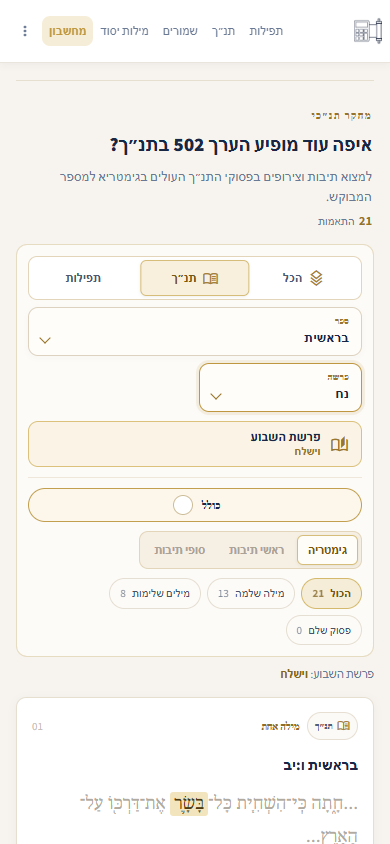 תפילות
תנ״ך
שמורים
מילות יסוד
מחשבון
מחקר תנ״כי
איפה עוד מופיע הערך 502 בתנ״ך?
למצוא תיבות וצירופים בפסוקי התנ״ך העולים בגימטריא למספר
המבוקש.
21 התאמות
הכל
תנ״ך
תפילות
ספר
בראשית
פרשה
נח
פרשת השבוע
וישלח
כולל
גימטריה
ראשי תיבות
סופי תיבות
הכול 21
מילה שלמה 13
מילים שלימות 8
פסוק שלם 0
פרשת השבוע: וישלח
תנ״ך
מילה אחת
01
בראשית ו:יב
...חָתָה כִּֽי־הִשְׁחִ֧ית כׇּל־בָּשָׂ֛ר אֶת־דַּרְכּ֖וֹ עַל־
הָאָֽרֶץ...